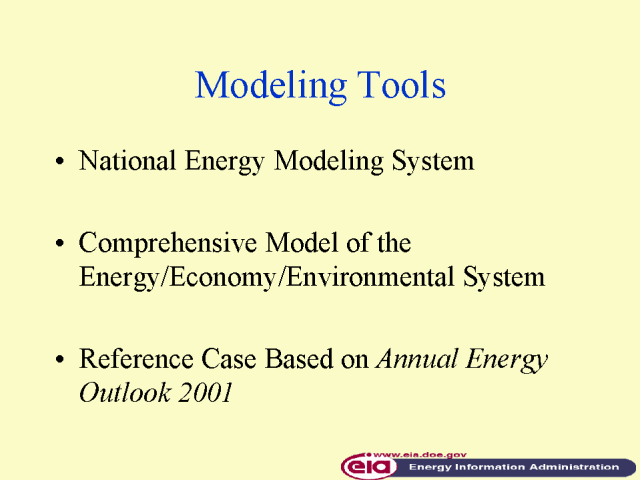 Modeling Tools
• National Energy Modeling System
• Comprehensive Model of the
Energy/Economy/Environmental System
• Reference Case Based on Annual Energy
Outlook 2001
www.eia.doe.gov
eia Energy Information Administration